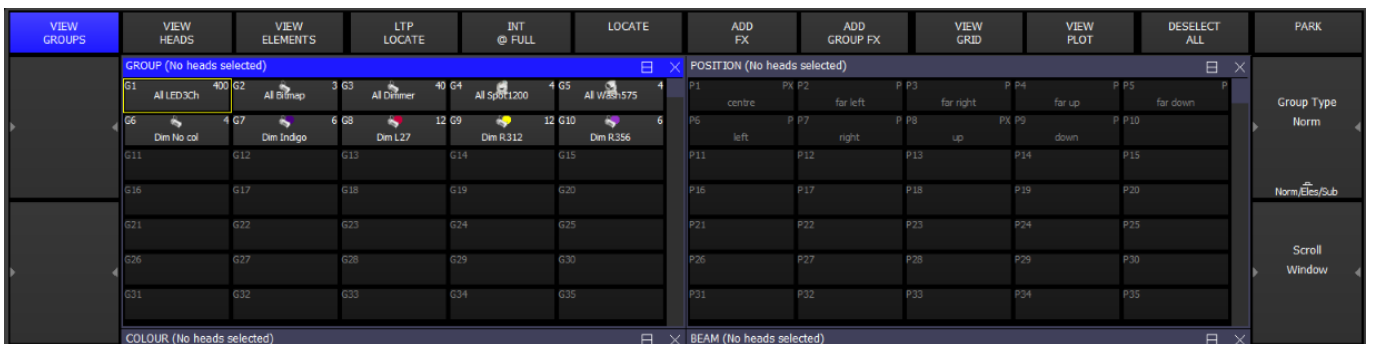 VIEW
GROUPS
VIEW
HEADS
VIEW
ELEMENTS
LTP
LOCATE
INT
@ FULL
LOCATE
ADD
FX
ADD
GROUP FX
VIEW
GRID
VIEW
PLOT
DESELECT
ALL
PARK
GROUP (No heads selected)
G1 400
All LED3Ch
G2 3
All Bitmap
G3 40
All Dimmer
G4 4
All Spot1200
G5 4
All Wash575
G6 4
Dim No col
G7 6
Dim Indigo
G8 12
Dim L27
G9 12
Dim R312
G10 6
Dim R356
G11 G12 G13 G14 G15
G16 G17 G18 G19 G20
G21 G22 G23 G24 G25
G26 G27 G28 G29 G30
G31 G32 G33 G34 G35
POSITION (No heads selected)
P1 PX
centre
P2 P
far left
P3 P
far right
P4 P
far up
P5 P
far down
P6 P
left
P7 P
right
P8 PX
up
P9 P
down
P10
P11 P12 P13 P14 P15
P16 P17 P18 P19 P20
P21 P22 P23 P24 P25
P26 P27 P28 P29 P30
P31 P32 P33 P34 P35
Group Type
Norm
Norm/Eles/Sub
Scroll
Window
COLOUR (No heads selected)
BEAM (No heads selected)